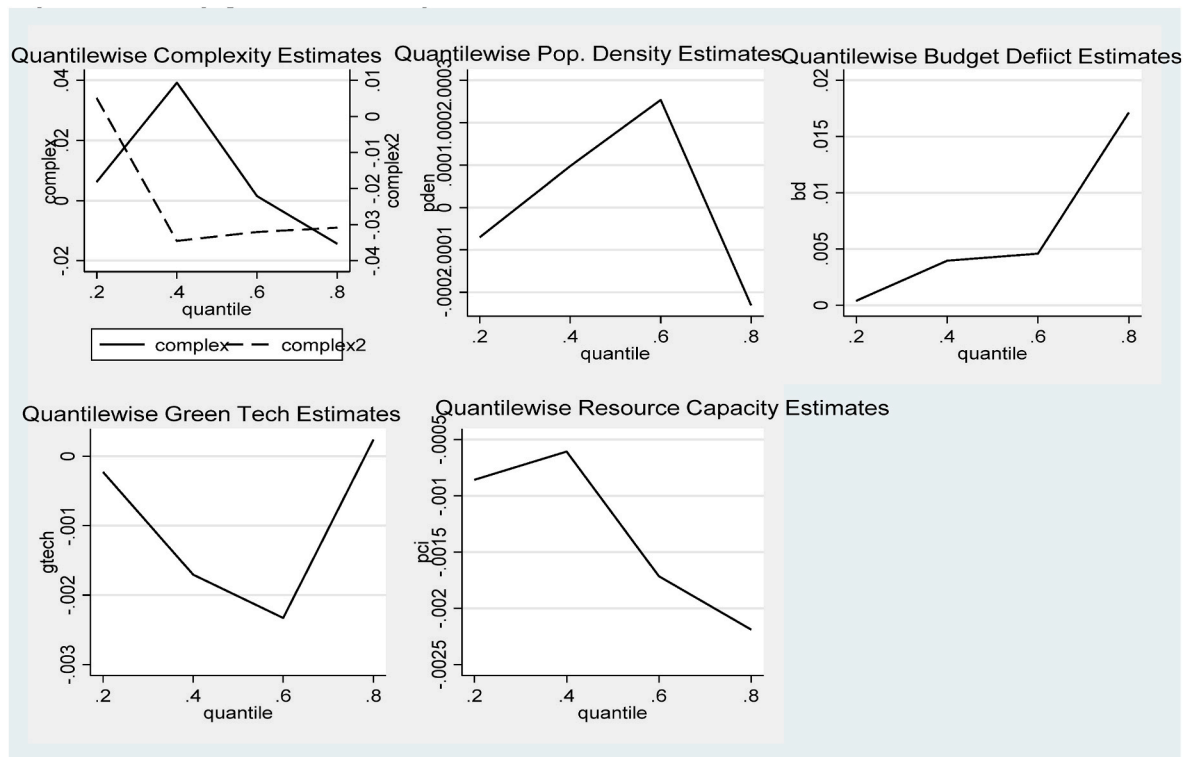 Quantilewise Complexity Estimates
complex
.04
.02
0
-.02
.01
0
-.01
-.02
-.03
-.04
complex2
.2 .4 .6 .8
quantile
complex complex2
Quantilewise Pop. Density Estimates
pden
.0003
.0002
.0001
0
-.0001
-.0002
.2 .4 .6 .8
quantile
Quantilewise Budget Defiict Estimates
bd
.02
.015
.01
.005
0
.2 .4 .6 .8
quantile
Quantilewise Green Tech Estimates
gtech
0
-.001
-.002
-.003
.2 .4 .6 .8
quantile
Quantilewise Resource Capacity Estimates
pci
-.0005
-.001
-.0015
-.002
-.0025
.2 .4 .6 .8
quantile